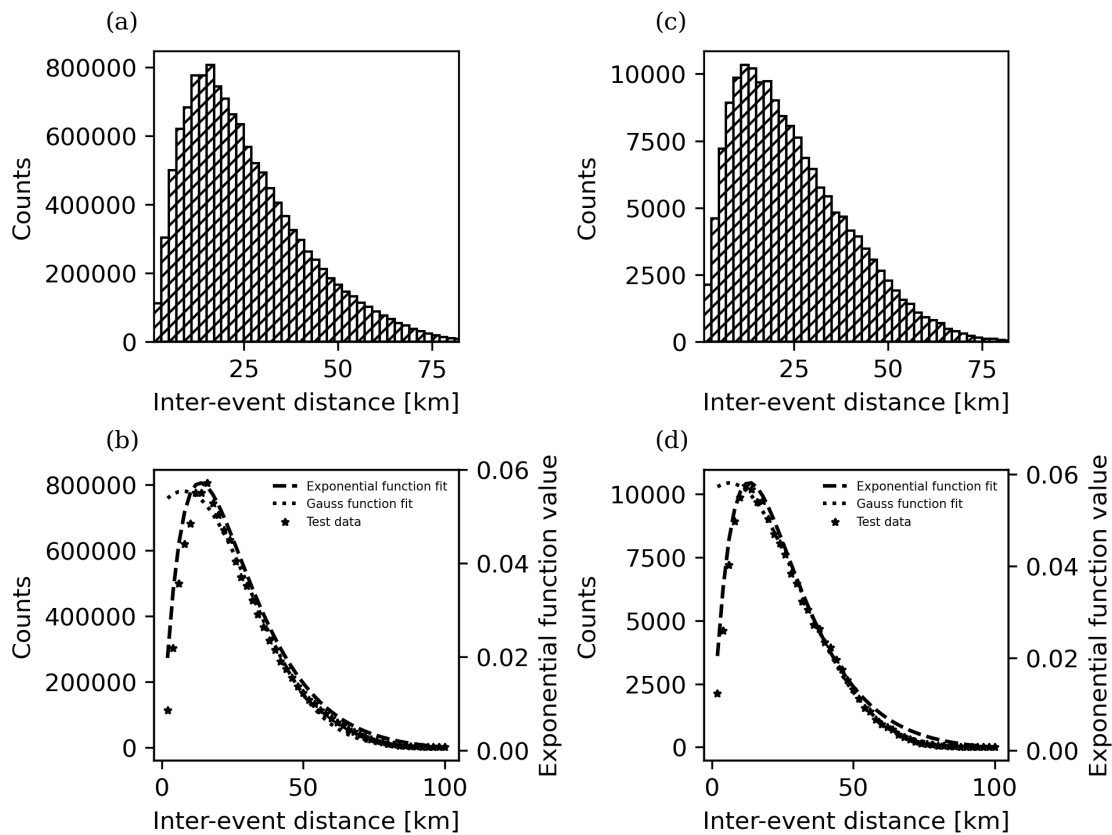 (a)
800000
600000
400000
200000
0
Counts
25
50
75
Inter-event distance [km]
(c)
10000
7500
5000
2500
0
Counts
25
50
75
Inter-event distance [km]
(b)
800000
600000
400000
200000
0
Counts
Exponential function fit
Gauss function fit
Test data
0.06
0.04
0.02
0.00
Exponential function value
0
50
100
Inter-event distance [km]
(d)
10000
7500
5000
2500
0
Counts
Exponential function fit
Gauss function fit
Test data
0.06
0.04
0.02
0.00
Exponential function value
0
50
100
Inter-event distance [km]